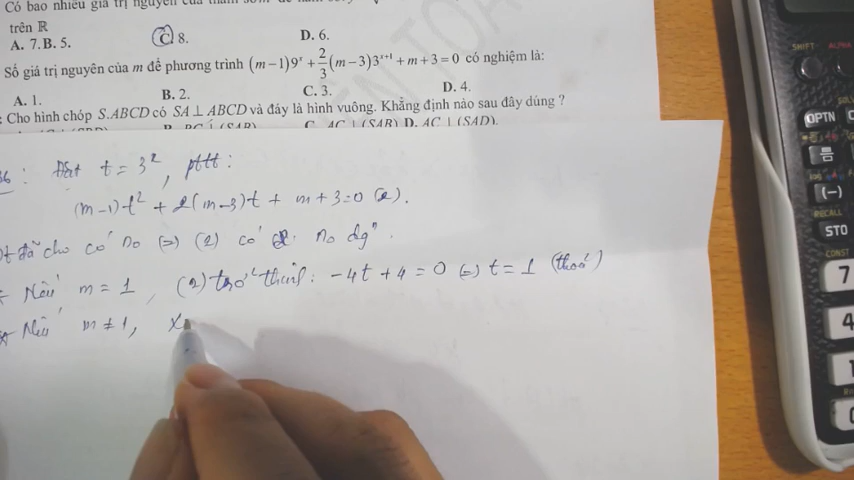 Có bao nhiêu giá trị nguyên của tham
trên ℝ
A. 7. B. 5. C. 8. D. 6.
Số giá trị nguyên của m để phương trình (m−1)9^x + 2/3(m−3)3^(x+1) + m + 3 = 0 có nghiệm là:
A. 1. B. 2. C. 3. D. 4.
: Cho hình chóp S.ABCD có SA ⊥ ABCD và đáy là hình vuông. Khẳng định nào sau đây đúng ?
C. AC ⊥ (SAB) D. AC ⊥ (SAD).
36 : Đặt t = 3^x, pttt :
(m−1)t² + 2(m−3)t + m + 3 = 0 (2).
đã cho có no (=) (2) có no dg
Nếu m = 1, (2) trở thành: −4t + 4 = 0 (=) t = 1 (thoả)
Nếu m ≠ 1, x
SHIFT ALPHA
OPTN
(−)
RECALL
STO
CONST
7
4
1
0